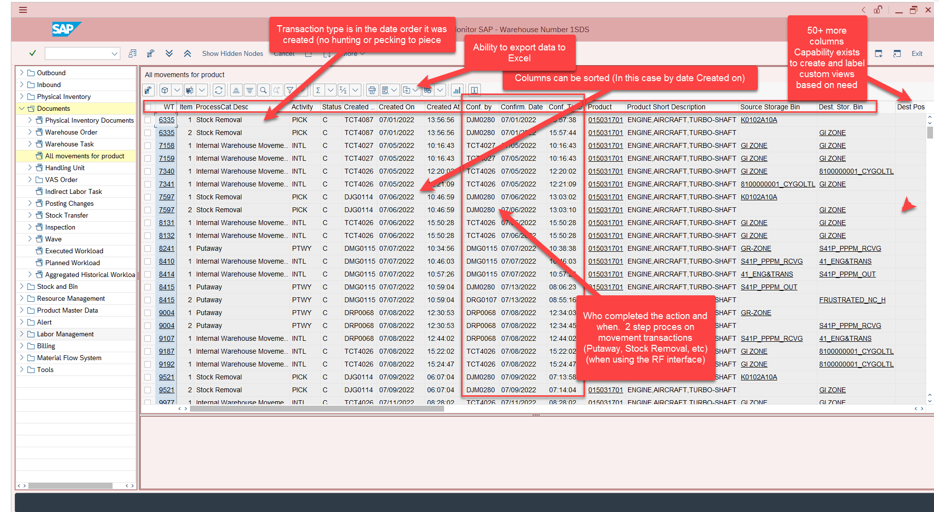 SAP
Monitor SAP - Warehouse Number 1SDS
Transaction type is in the date order it was
created (no hunting or pecking to piece
50+ more
columns
Capability exists
to create and label
custom views
based on need
Show Hidden Nodes
Cancel
More
Exit
Ability to export data to
Excel
Columns can be sorted (In this case by date Created on)
Outbound
Inbound
Physical Inventory
Documents
Physical Inventory Documents
Warehouse Order
Warehouse Task
All movements for product
Handling Unit
VAS Order
Indirect Labor Task
Posting Changes
Stock Transfer
Inspection
Wave
Executed Workload
Planned Workload
Aggregated Historical Workloa
Stock and Bin
Resource Management
Product Master Data
Alert
Labor Management
Billing
Material Flow System
Tools
All movements for product
WT Item ProcessCat.Desc Activity Status Created .. Created On Created At Conf. by Confirm. Date Conf_Time Product Product Short Description Source Storage Bin Dest. Stor. Bin Dest Pos
6335 1 Stock Removal PICK C TCT4087 07/01/2022 13:56:56 DJM0280 07/01/2022 15:57:38 015031701 ENGINE,AIRCRAFT,TURBO-SHAFT K0102A10A
6335 2 Stock Removal PICK C TCT4087 07/01/2022 13:56:56 DJM0280 07/01/2022 15:57:44 015031701 ENGINE,AIRCRAFT,TURBO-SHAFT GI ZONE
7158 1 Internal Warehouse Moveme.. INTL C TCT4027 07/05/2022 10:16:43 TCT4027 07/05/2022 10:16:43 015031701 ENGINE,AIRCRAFT,TURBO-SHAFT GI ZONE GI ZONE
7159 1 Internal Warehouse Moveme.. INTL C TCT4027 07/05/2022 10:16:43 TCT4027 07/05/2022 10:16:43 015031701 ENGINE,AIRCRAFT,TURBO-SHAFT GI ZONE GI ZONE
7340 1 Internal Warehouse Moveme.. INTL C TCT4026 07/05/2022 12:20:02 TCT4026 07/05/2022 12:20:02 015031701 ENGINE,AIRCRAFT,TURBO-SHAFT GI ZONE 8100000001_CYGOLTL
7341 1 Internal Warehouse Moveme.. INTL C TCT4026 07/05/2022 12:21:09 TCT4026 07/05/2022 12:21:09 015031701 ENGINE,AIRCRAFT,TURBO-SHAFT 8100000001_CYGOLTL GI ZONE
7597 1 Stock Removal PICK C DJG0114 07/06/2022 10:46:59 DJM0280 07/06/2022 13:03:02 015031701 ENGINE,AIRCRAFT,TURBO-SHAFT K0102A10A
7597 2 Stock Removal PICK C DJG0114 07/06/2022 10:46:59 DJM0280 07/06/2022 13:03:10 015031701 ENGINE,AIRCRAFT,TURBO-SHAFT GI ZONE
8131 1 Internal Warehouse Moveme.. INTL C TCT4026 07/06/2022 15:50:28 TCT4026 07/06/2022 15:50:28 015031701 ENGINE,AIRCRAFT,TURBO-SHAFT GI ZONE GI ZONE
8132 1 Internal Warehouse Moveme.. INTL C TCT4026 07/06/2022 15:50:28 TCT4026 07/06/2022 15:50:28 015031701 ENGINE,AIRCRAFT,TURBO-SHAFT GI ZONE GI ZONE
8241 1 Putaway PTWY C DMG0115 07/07/2022 10:34:56 DMG0115 07/07/2022 10:38:38 015031701 ENGINE,AIRCRAFT,TURBO-SHAFT GR-ZONE S41P_PPPM_RCVG
8410 1 Internal Warehouse Moveme.. INTL C DMG0115 07/07/2022 10:46:03 DMG0115 07/07/2022 10:46:03 015031701 ENGINE,AIRCRAFT,TURBO-SHAFT S41P_PPPM_RCVG 41_ENG&TRANS
8414 1 Internal Warehouse Moveme.. INTL C DMG0115 07/07/2022 10:57:26 DMG0115 07/07/2022 10:57:26 015031701 ENGINE,AIRCRAFT,TURBO-SHAFT 41_ENG&TRANS S41P_PPPM_OUT
8415 1 Putaway PTWY C DMG0115 07/07/2022 10:59:04 DJM0280 07/13/2022 08:06:23 015031701 ENGINE,AIRCRAFT,TURBO-SHAFT S41P_PPPM_OUT
8415 2 Putaway PTWY C DMG0115 07/07/2022 10:59:04 DRG0107 07/13/2022 08:55:16 SHAFT FRUSTRATED_NC_H
9004 1 Putaway PTWY C DRP0068 07/08/2022 12:30:53 DRP0068 07/08/2022 12:34:03 SHAFT GR-ZONE
9004 2 Putaway PTWY C DRP0068 07/08/2022 12:30:53 DRP0068 07/08/2022 12:34:45 SHAFT S41P_PPPM_RCVG
9107 1 Internal Warehouse Moveme.. INTL C DRP0068 07/08/2022 12:44:02 DRP0068 07/08/2022 12:44:02 SHAFT S41P_PPPM_RCVG 41_ENG&TRANS
9187 1 Internal Warehouse Moveme.. INTL C TCT4026 07/08/2022 15:22:02 TCT4026 07/08/2022 15:22:02 SHAFT GI ZONE 8100000001_CYGOLTL
9192 1 Internal Warehouse Moveme.. INTL C TCT4026 07/08/2022 15:24:47 TCT4026 07/08/2022 15:24:47 SHAFT GI ZONE 8100000001_CYGOLTL
9521 1 Stock Removal PICK C DJG0114 07/09/2022 06:07:04 DJM0280 07/09/2022 07:13:58 SHAFT K0102A10A
9521 2 Stock Removal PICK C DJG0114 07/09/2022 06:07:04 DJM0280 07/09/2022 07:14:04 015031701 ENGINE,AIRCRAFT,TURBO-SHAFT GI ZONE
9977 1 Internal Warehouse Moveme.. INTL C TCT4026 07/11/2022 08:28:02 TCT4026 07/11/2022 08:28:02 015031701 ENGINE,AIRCRAFT,TURBO-SHAFT GI ZONE GI ZONE
Who completed the action and
when. 2 step proces on
movement transactions
(Putaway, Stock Removal, etc)
(when using the RF interface)